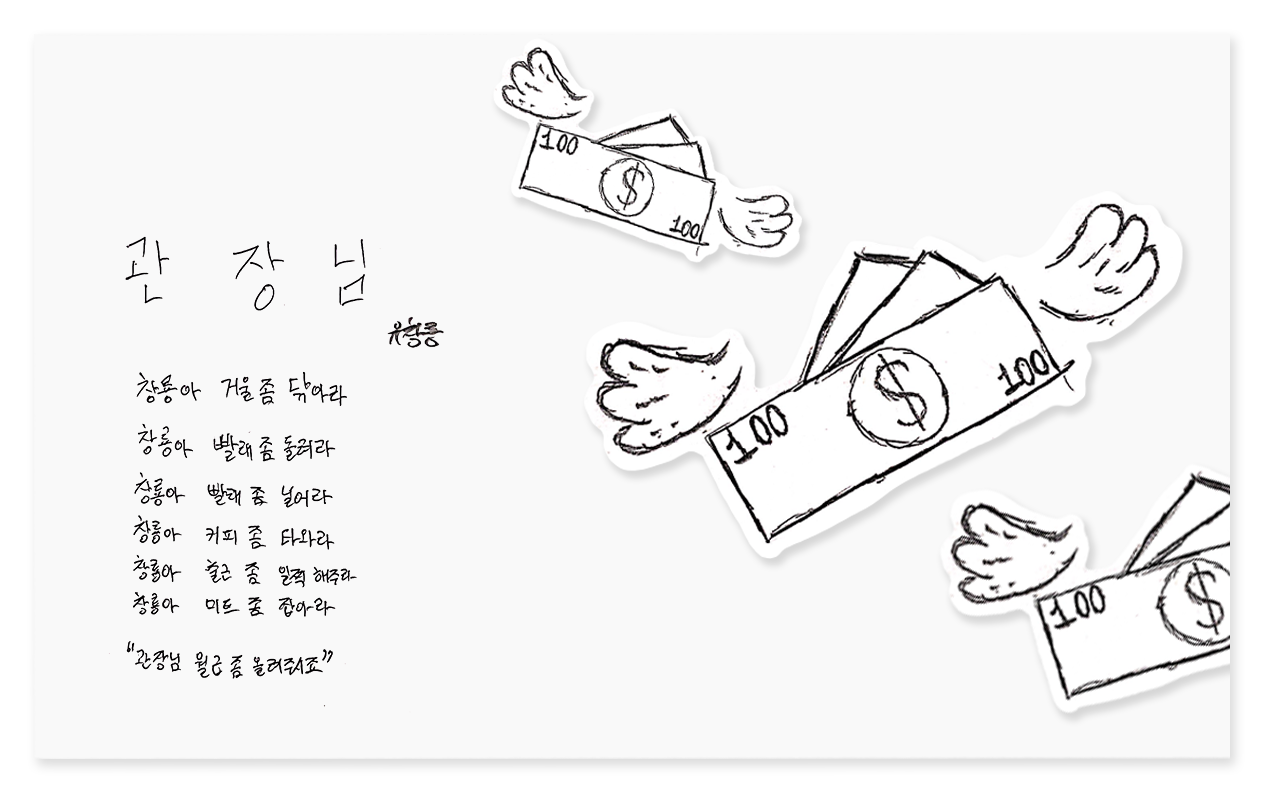 관 장 님
유창룡
창룡아 거울 좀 닦아라
창룡아 빨래 좀 돌려라
창룡아 빨래 좀 널어라
창룡아 커피 좀 타와라
창룡아 출근 좀 일찍 해주라
창룡아 미트 좀 잡아라
"관장님 월급 좀 올려줘죠"
100
$
100
100
$
100
100
$